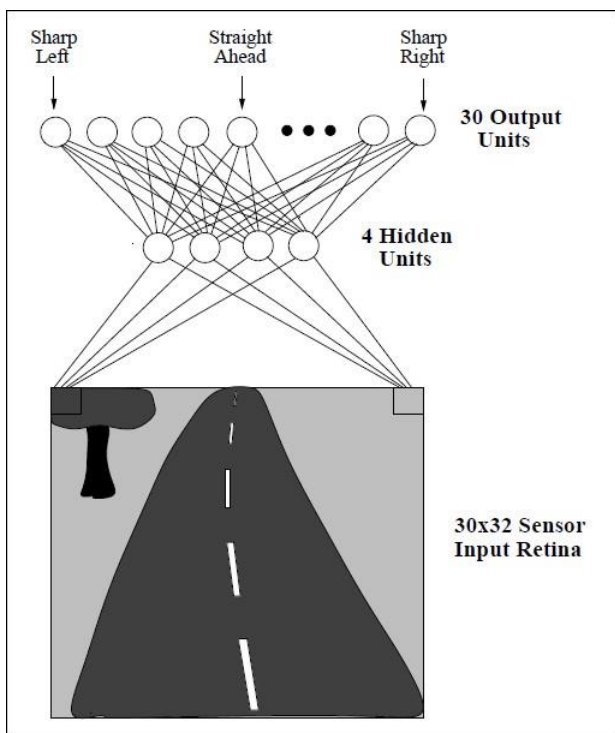 Sharp
Left
Straight
Ahead
Sharp
Right
30 Output
Units
4 Hidden
Units
30x32 Sensor
Input Retina